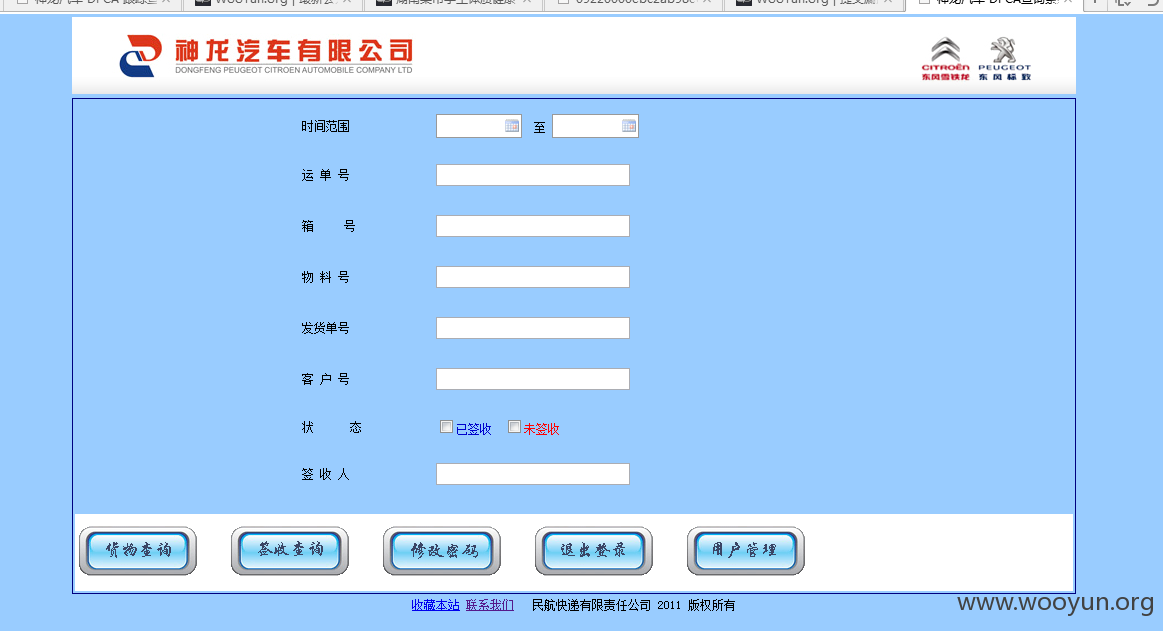 神龙汽车有限公司
DONGFENG PEUGEOT CITROEN AUTOMOBILE COMPANY LTD
CITROËN PEUGEOT
东风雪铁龙 东风标致
时间范围 至
运 单 号
箱 号
物 料 号
发货单号
客 户 号
状 态 已签收 未签收
签 收 人
货物查询 签收查询 修改密码 退出登录 用户管理
收藏本站 联系我们 民航快递有限责任公司 2011 版权所有
www.wooyun.org